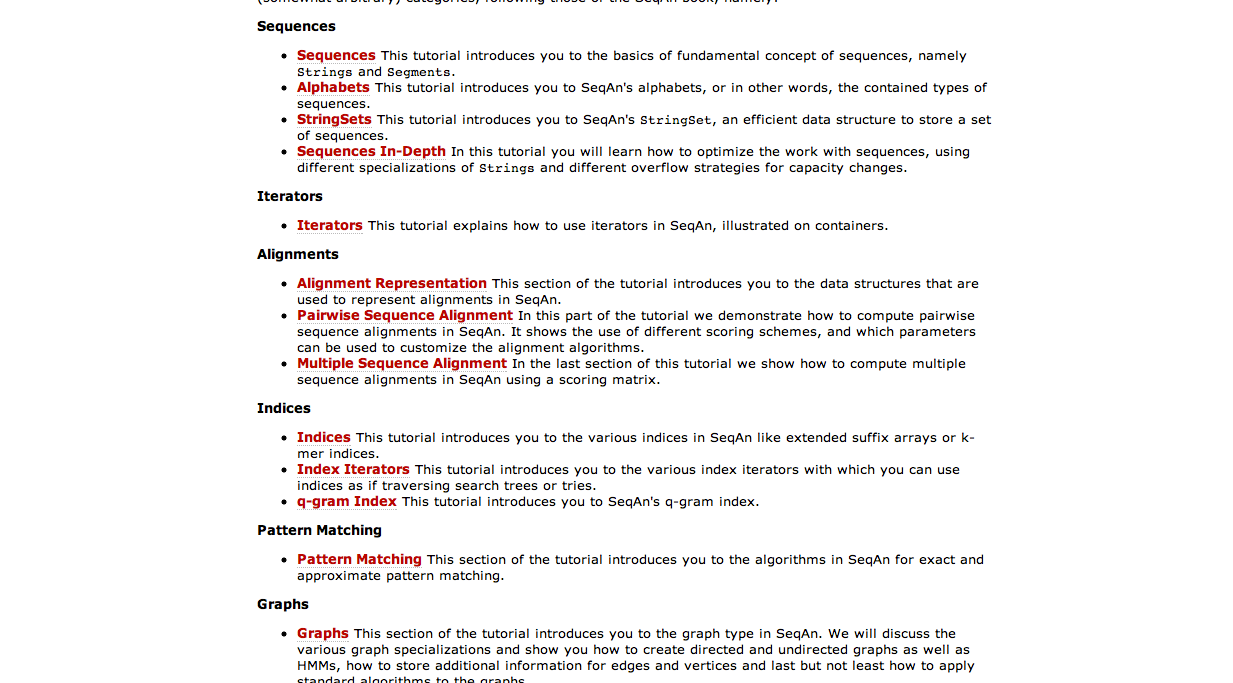 (somewhat arbitrary) categories, following those of the SeqAn book, namely:
Sequences
• Sequences This tutorial introduces you to the basics of fundamental concept of sequences, namely
Strings and Segments.
• Alphabets This tutorial introduces you to SeqAn's alphabets, or in other words, the contained types of
sequences.
• StringSets This tutorial introduces you to SeqAn's StringSet, an efficient data structure to store a set
of sequences.
• Sequences In-Depth In this tutorial you will learn how to optimize the work with sequences, using
different specializations of Strings and different overflow strategies for capacity changes.
Iterators
• Iterators This tutorial explains how to use iterators in SeqAn, illustrated on containers.
Alignments
• Alignment Representation This section of the tutorial introduces you to the data structures that are
used to represent alignments in SeqAn.
• Pairwise Sequence Alignment In this part of the tutorial we demonstrate how to compute pairwise
sequence alignments in SeqAn. It shows the use of different scoring schemes, and which parameters
can be used to customize the alignment algorithms.
• Multiple Sequence Alignment In the last section of this tutorial we show how to compute multiple
sequence alignments in SeqAn using a scoring matrix.
Indices
• Indices This tutorial introduces you to the various indices in SeqAn like extended suffix arrays or k-
mer indices.
• Index Iterators This tutorial introduces you to the various index iterators with which you can use
indices as if traversing search trees or tries.
• q-gram Index This tutorial introduces you to SeqAn's q-gram index.
Pattern Matching
• Pattern Matching This section of the tutorial introduces you to the algorithms in SeqAn for exact and
approximate pattern matching.
Graphs
• Graphs This section of the tutorial introduces you to the graph type in SeqAn. We will discuss the
various graph specializations and show you how to create directed and undirected graphs as well as
HMMs, how to store additional information for edges and vertices and last but not least how to apply
standard algorithms to the graphs.